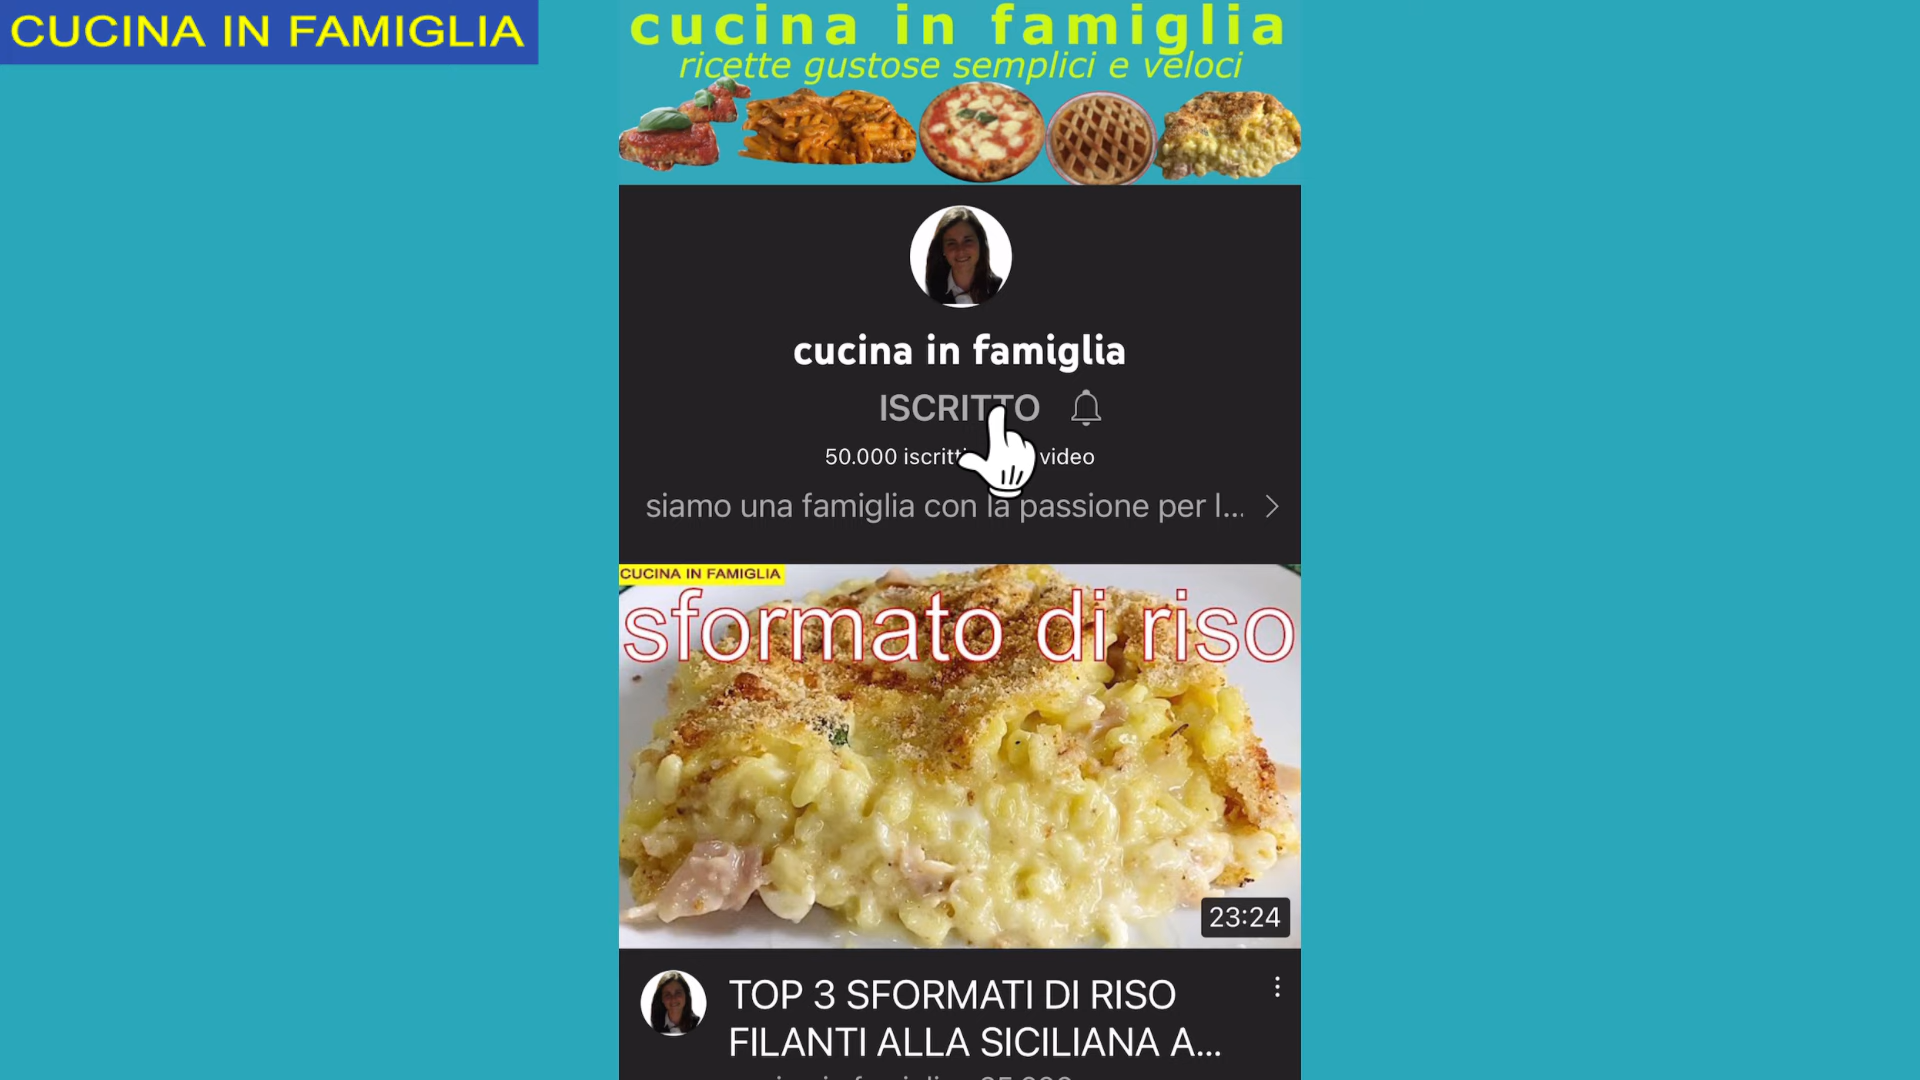 CUCINA IN FAMIGLIA
cucina in famiglia
ricette gustose semplici e veloci
cucina in famiglia
ISCRITTO
50.000 iscritti video
siamo una famiglia con la passione per l...
CUCINA IN FAMIGLIA
sformato di riso
23:24
TOP 3 SFORMATI DI RISO
FILANTI ALLA SICILIANA A...